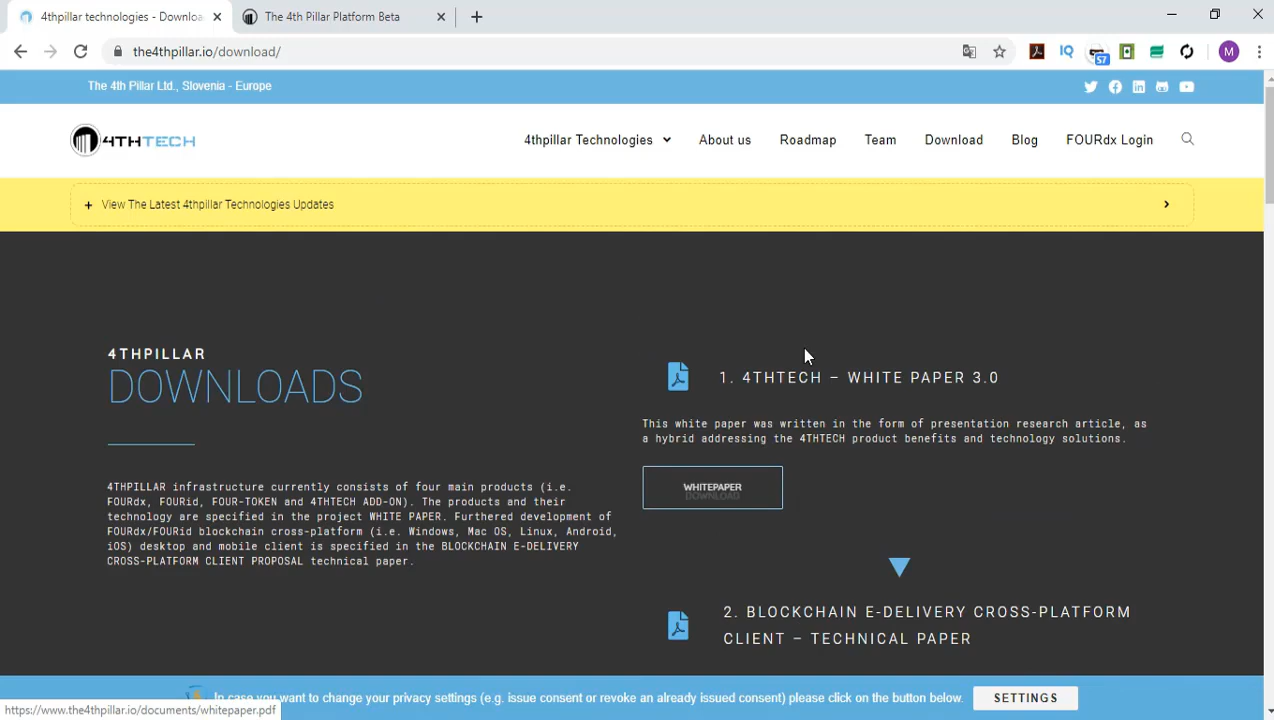 4thpillar technologies - Downloa
The 4th Pillar Platform Beta
the4thpillar.io/download/
57
M
The 4th Pillar Ltd., Slovenia - Europe
4THTECH
4thpillar Technologies
About us
Roadmap
Team
Download
Blog
FOURdx Login
+ View The Latest 4thpillar Technologies Updates
4THPILLAR
DOWNLOADS
4THPILLAR infrastructure currently consists of four main products (i.e.
FOURdx, FOURid, FOUR-TOKEN and 4THTECH ADD-ON). The products and their
technology are specified in the project WHITE PAPER. Furthered development of
FOURdx/FOURid blockchain cross-platform (i.e. Windows, Mac OS, Linux, Android,
iOS) desktop and mobile client is specified in the BLOCKCHAIN E-DELIVERY
CROSS-PLATFORM CLIENT PROPOSAL technical paper.
1. 4THTECH – WHITE PAPER 3.0
This white paper was written in the form of presentation research article, as
a hybrid addressing the 4THTECH product benefits and technology solutions.
WHITEPAPER
DOWNLOAD
2. BLOCKCHAIN E-DELIVERY CROSS-PLATFORM
CLIENT – TECHNICAL PAPER
In case you want to change your privacy settings (e.g. issue consent or revoke an already issued consent) please click on the button below.
SETTINGS
https://www.the4thpillar.io/documents/whitepaper.pdf